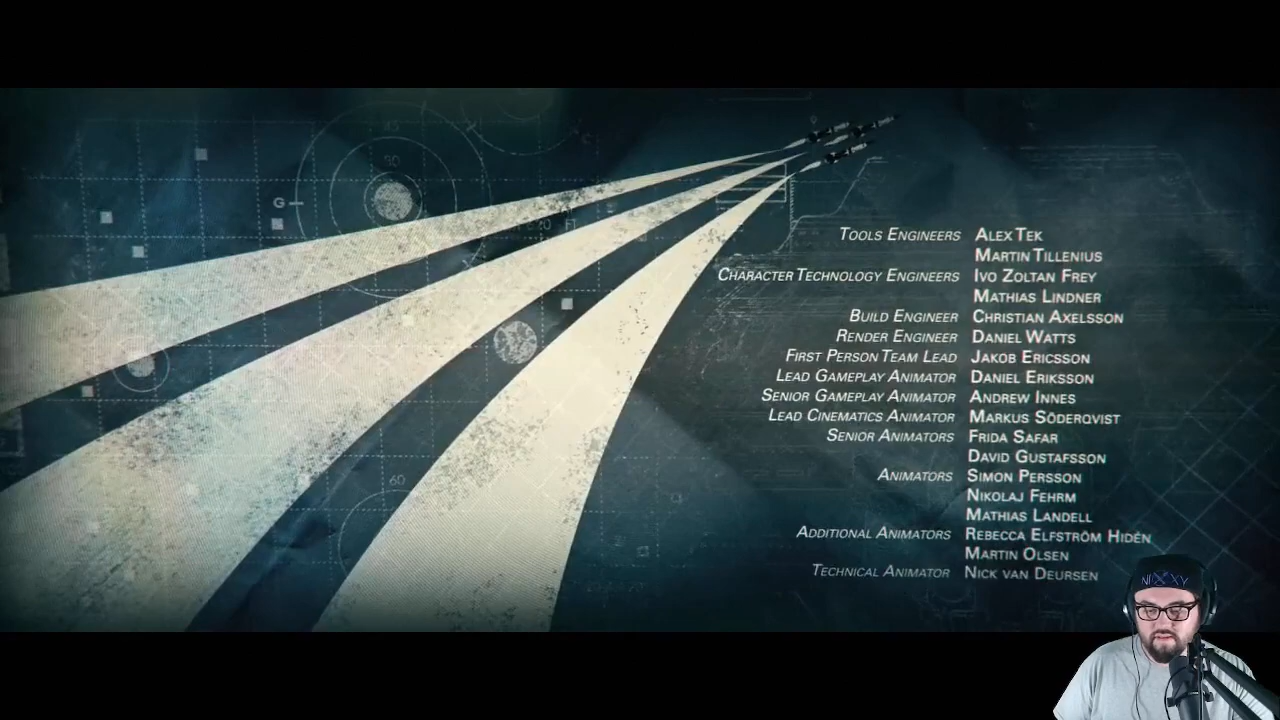 50
G
60
TOOLS ENGINEERS ALEX TEK
MARTIN TILLENIUS
CHARACTER TECHNOLOGY ENGINEERS IVO ZOLTAN FREY
MATHIAS LINDNER
BUILD ENGINEER CHRISTIAN AXELSSON
RENDER ENGINEER DANIEL WATTS
FIRST PERSON TEAM LEAD JAKOB ERICSSON
LEAD GAMEPLAY ANIMATOR DANIEL ERIKSSON
SENIOR GAMEPLAY ANIMATOR ANDREW INNES
LEAD CINEMATICS ANIMATOR MARKUS SÖDERQVIST
SENIOR ANIMATORS FRIDA SAFAR
DAVID GUSTAFSSON
ANIMATORS SIMON PERSSON
NIKOLAJ FEHRM
MATHIAS LANDELL
ADDITIONAL ANIMATORS REBECCA ELFSTRÖM HIDÉN
MARTIN OLSEN
TECHNICAL ANIMATOR NICK VAN DEURSEN